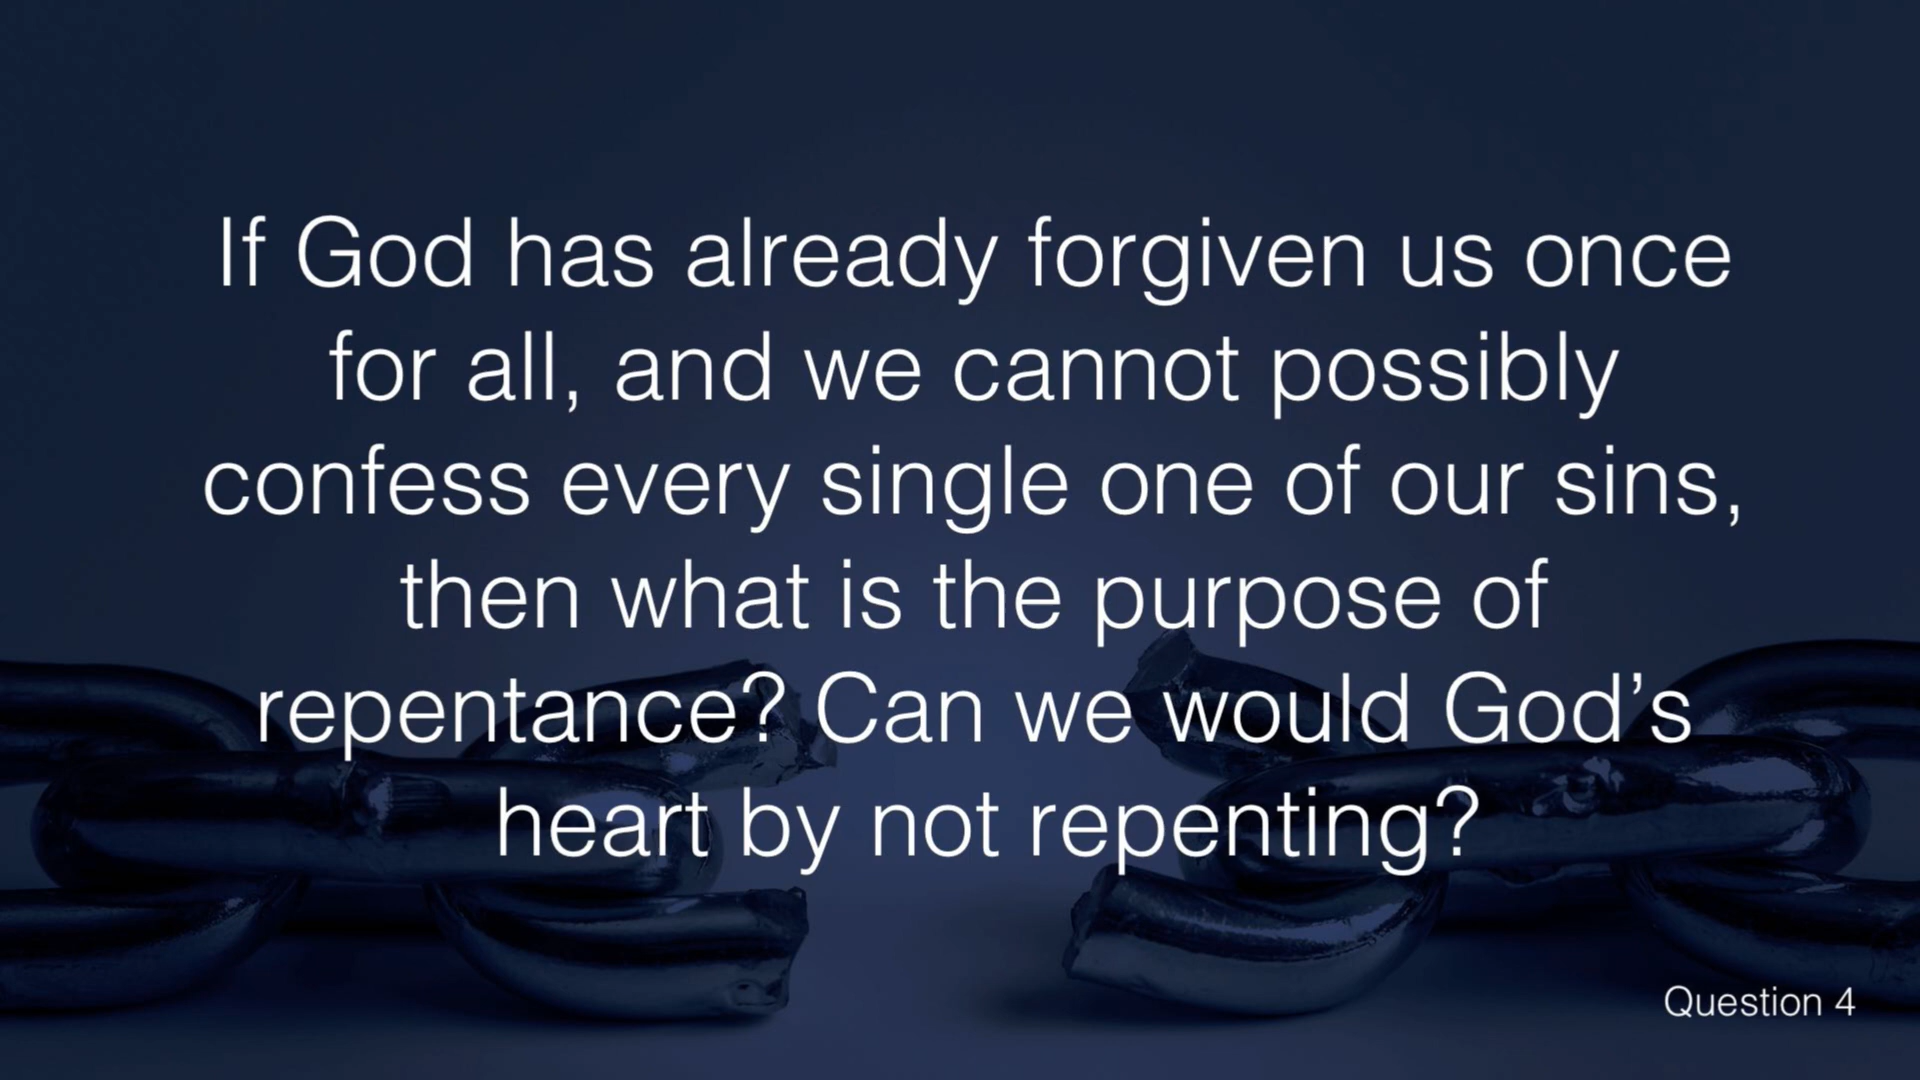 If God has already forgiven us once
for all, and we cannot possibly
confess every single one of our sins,
then what is the purpose of
repentance? Can we would God’s
heart by not repenting?
Question 4